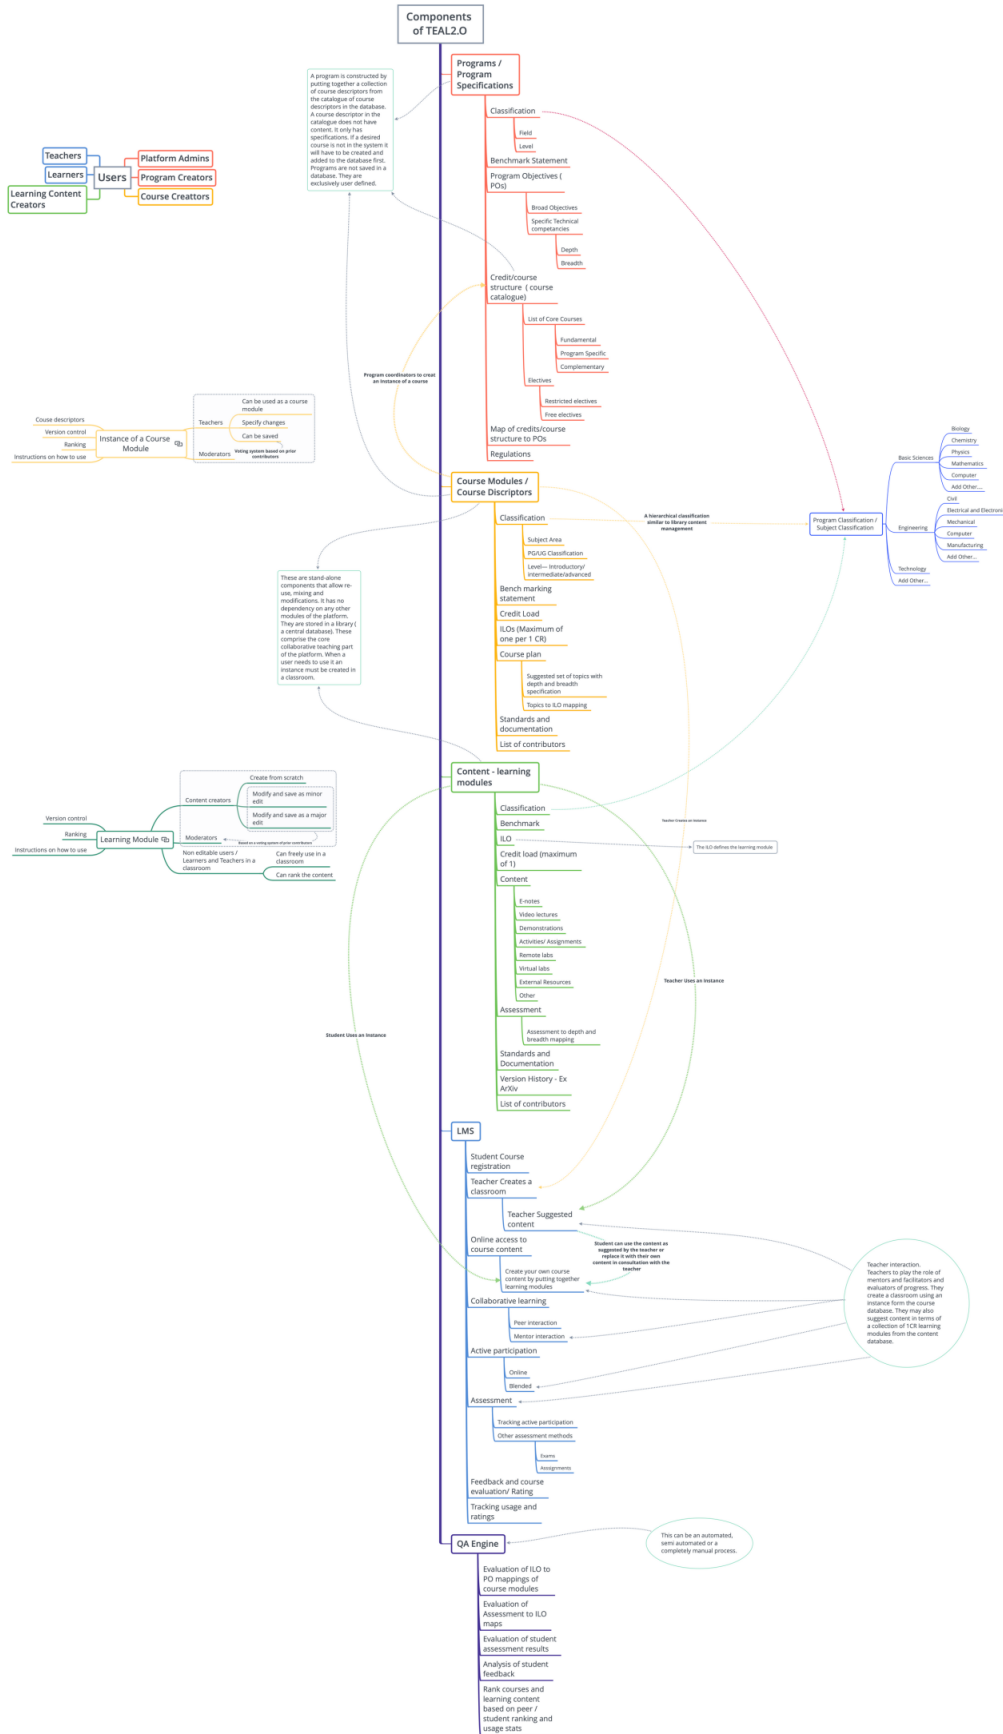 Components
of TEAL2.O
Programs /
Program
Specifications
A program is constructed by
putting together a collection
of course descriptors from
the catalogue of course
descriptors in the database.
A course descriptor in the
catalogue does not have
content. It only has
specifications. If a desired
course is not in the system it
will have to be created and
added to the database first.
Programs are not saved in a
database. They are
exclusively user defined.
Classification
Field
Level
Benchmark Statement
Program Objectives (
POs)
Broad Objectives
Specific Technical
competancies
Depth
Breadth
Credit/course
structure ( course
catalogue)
List of Core Courses
Fundamental
Program Specific
Complementary
Electives
Restricted electives
Free electives
Map of credits/course
structure to POs
Regulations
Teachers
Learners
Learning Content
Creators
Users
Platform Admins
Program Creators
Course Creattors
Program coordinators to creat
an instance of a course
Couse descriptors
Version control
Ranking
Instructions on how to use
Instance of a Course
Module
Teachers
Can be used as a course
module
Specify changes
Can be saved
Moderators
Voting system based on prior
contributors
Course Modules /
Course Discriptors
Classification
Subject Area
PG/UG Classification
Level— Introductory/
intermediate/advanced
Bench marking
statement
Credit Load
ILOs (Maximum of
one per 1 CR)
Course plan
Suggested set of topics with
depth and breadth
specification
Topics to ILO mapping
Standards and
documentation
List of contributors
A hierarchical classification
similar to library content
management
Program Classification /
Subject Classification
Basic Sciences
Biology
Chemistry
Physics
Mathematics
Computer
Add Other....
Engineering
Civil
Electrical and Electroni
Mechanical
Computer
Manufacturing
Add Other...
Technology
Add Other...
These are stand-alone
components that allow re-
use, mixing and
modifications. It has no
dependency on any other
modules of the platform.
They are stored in a library (
a central database). These
comprise the core
collaborative teaching part
of the platform. When a
user needs to use it an
instance must be created in
a classroom.
Content - learning
modules
Classification
Benchmark
ILO
The ILO defines the learning module
Credit load (maximum
of 1)
Content
E-notes
Video lectures
Demonstrations
Activities/ Assignments
Remote labs
Virtual labs
External Resources
Other
Assessment
Assessment to depth and
breadth mapping
Standards and
Documentation
Version History - Ex
ArXiv
List of contributors
Version control
Ranking
Instructions on how to use
Learning Module
Content creators
Create from scratch
Modify and save as minor
edit
Modify and save as a major
edit
Moderators
Based on a voting system of prior contributors
Non editable users /
Learners and Teachers in a
classroom
Can freely use in a
classroom
Can rank the content
Teacher Creates an instance
Teacher Uses an Instance
Student Uses an Instance
LMS
Student Course
registration
Teacher Creates a
classroom
Teacher Suggested
content
Online access to
course content
Create your own course
content by putting together
learning modules
Student can use the content as
suggested by the teacher or
replace it with their own
content in consultation with the
teacher
Collaborative learning
Peer interaction
Mentor interaction
Active participation
Online
Blended
Assessment
Tracking active participation
Other assessment methods
Exams
Assignments
Feedback and course
evaluation/ Rating
Tracking usage and
ratings
Teacher interaction.
Teachers to play the role of
mentors and facilitators and
evaluators of progress. They
create a classroom using an
Instance form the course
database. They may also
suggest content in terms of
a collection of 1CR learning
modules from the content
database.
QA Engine
This can be an automated,
semi automated or a
completely manual process.
Evaluation of ILO to
PO mappings of
course modules
Evaluation of
Assessment to ILO
maps
Evaluation of student
assessment results
Analysis of student
feedback
Rank courses and
learning content
based on peer /
student ranking and
usage stats